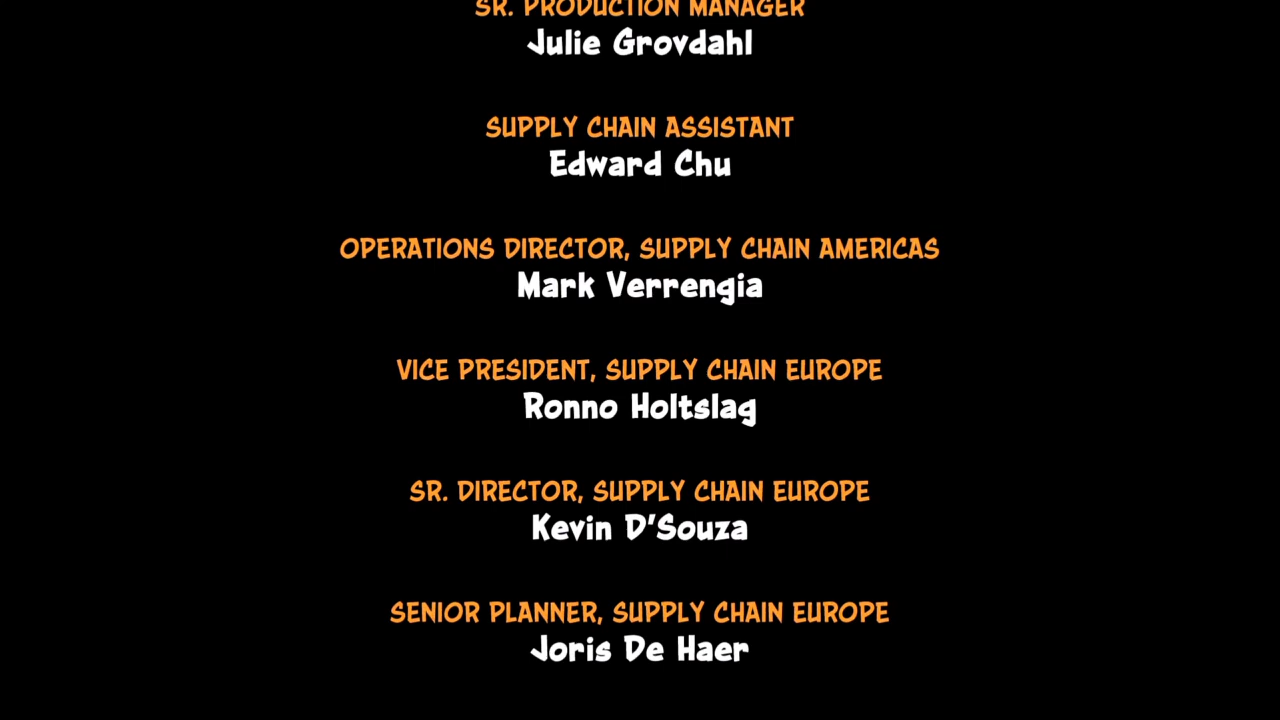 SR. PRODUCTION MANAGER
Julie Grovdahl
SUPPLY CHAIN ASSISTANT
Edward Chu
OPERATIONS DIRECTOR, SUPPLY CHAIN AMERICAS
Mark Verrengia
VICE PRESIDENT, SUPPLY CHAIN EUROPE
Ronno Holtslag
SR. DIRECTOR, SUPPLY CHAIN EUROPE
Kevin D'Souza
SENIOR PLANNER, SUPPLY CHAIN EUROPE
Joris De Haer